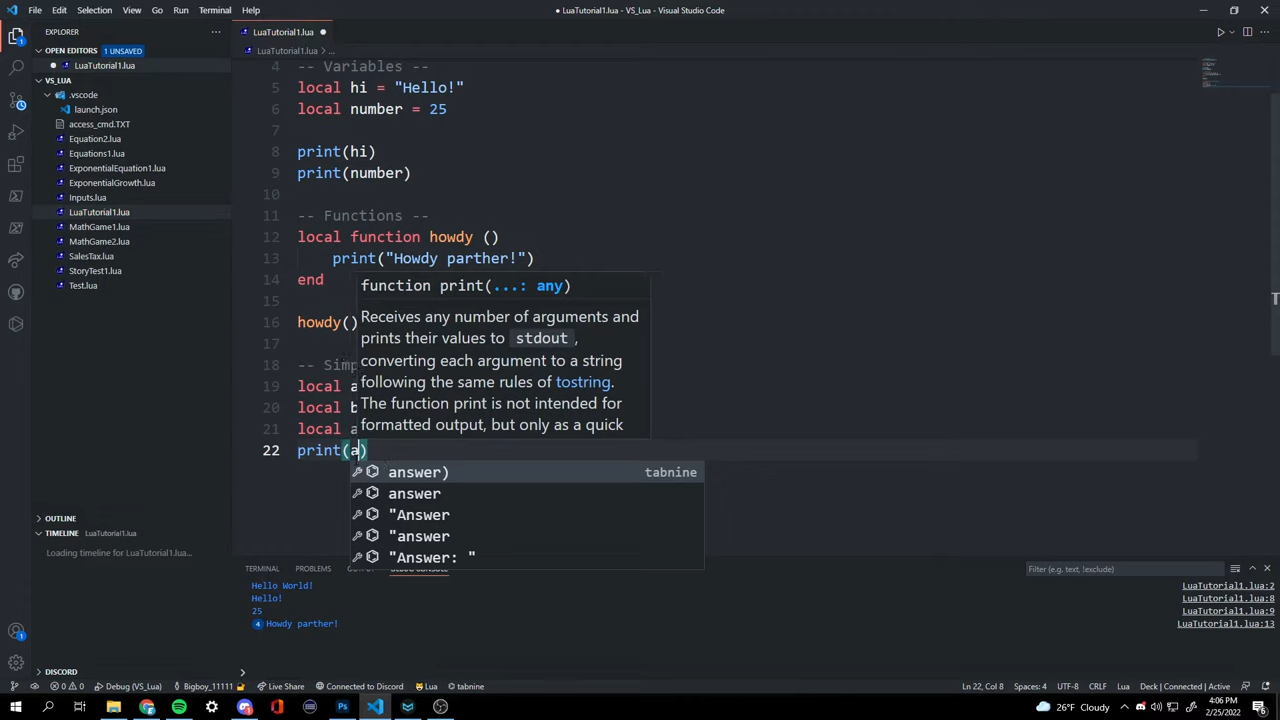 File Edit Selection View Go Run Terminal Help
● LuaTutorial1.lua - VS_Lua - Visual Studio Code
EXPLORER
OPEN EDITORS 1 UNSAVED
LuaTutorial1.lua
VS_LUA
.vscode
launch.json
access_cmd.TXT
Equation2.lua
Equations1.lua
ExponentialEquation1.lua
ExponentialGrowth.lua
Inputs.lua
LuaTutorial1.lua
MathGame1.lua
MathGame2.lua
SalesTax.lua
StoryTest1.lua
Test.lua
OUTLINE
TIMELINE LuaTutorial1.lua
Loading timeline for LuaTutorial1.lua...
DISCORD
LuaTutorial1.lua
LuaTutorial1.lua > ...
4 -- Variables --
5 local hi = "Hello!"
6 local number = 25
7
8 print(hi)
9 print(number)
10
11 -- Functions --
12 local function howdy ()
13 print("Howdy parther!")
14 end
15
16 howdy()
17
18 -- Simp
19 local a
20 local b
21 local a
22 print(a)
function print(...: any)
Receives any number of arguments and
prints their values to stdout,
converting each argument to a string
following the same rules of tostring.
The function print is not intended for
formatted output, but only as a quick
answer) tabnine
answer
"Answer
"answer
"Answer: "
TERMINAL PROBLEMS OUTPUT DEBUG CONSOLE
Filter (e.g. text, !exclude)
Hello World! LuaTutorial1.lua:2
Hello! LuaTutorial1.lua:8
25 LuaTutorial1.lua:9
4 Howdy parther! LuaTutorial1.lua:13
0 0 Debug (VS_Lua) Bigboy_11111 Live Share Connected to Discord Lua tabnine Ln 22, Col 8 Spaces: 4 UTF-8 CRLF Lua Deck | Connected | Active
26°F Cloudy 4:06 PM
2/25/2022 6